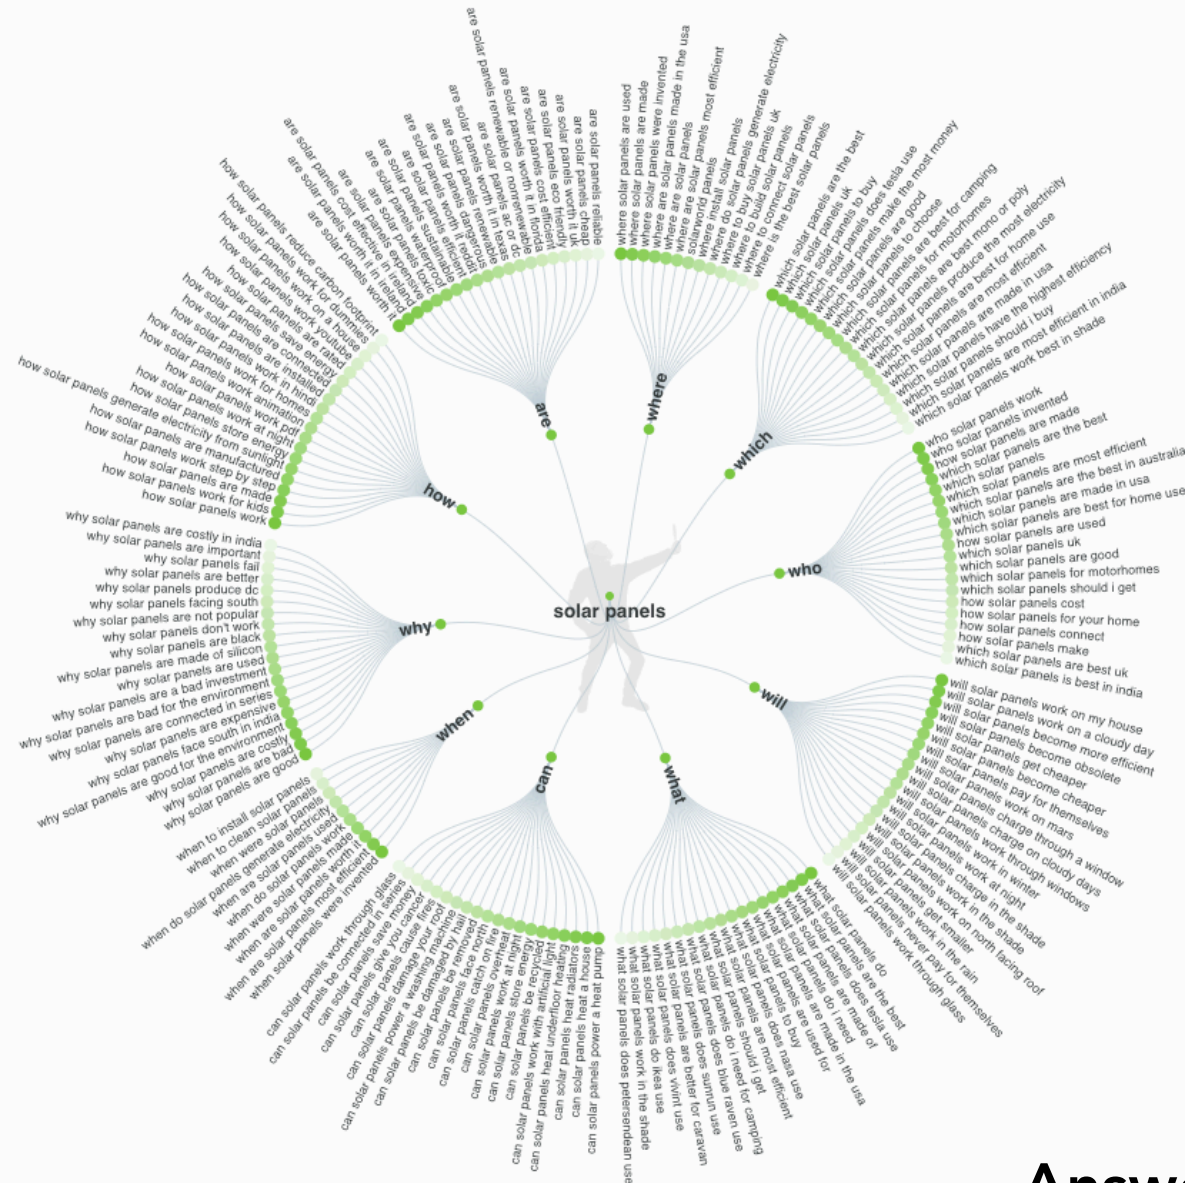 solar panels
are
are solar panels worth it
are solar panels worth it in ireland
are solar panels cost effective in ireland
are solar panels expensive
are solar panels toxic
are solar panels waterproof
are solar panels sustainable
are solar panels efficient
are solar panels worth it reddit
are solar panels dangerous
are solar panels renewable
are solar panels worth it in texas
are solar panels ac or dc
are solar panels renewable or nonrenewable
are solar panels worth it in florida
are solar panels cost efficient
are solar panels eco friendly
are solar panels worth it uk
are solar panels cheap
are solar panels reliable
where
where solar panels are used
where solar panels are made
where solar panels were invented
where are solar panels made in the usa
where are solar panels
where are solar panels most efficient
solarworld panels
where install solar panels
where do solar panels generate electricity
where to buy solar panels uk
where to build solar panels
where to connect solar panels
where is the best solar panels
which
which solar panels are the best
which solar panels uk
which solar panels to buy
which solar panels does tesla use
which solar panels are good
which solar panels make the most money
which solar panels to choose
which solar panels are best for camping
which solar panels for motorhomes
which solar panels are best mono or poly
which solar panels produce the most electricity
which solar panels are best for home use
which solar panels are most efficient
which solar panels are made in usa
which solar panels have the highest efficiency
which solar panels should i buy
which solar panels are most efficient in india
which solar panels work best in shade
who
who solar panels work
who solar panels invented
how solar panels are made
which solar panels are the best
which solar panels
which solar panels are most efficient
which solar panels are the best in australia
which solar panels are made in usa
which solar panels are best for home use
how solar panels are used
which solar panels uk
which solar panels are good
which solar panels for motorhomes
which solar panels should i get
how solar panels cost
how solar panels for your home
how solar panels connect
how solar panels make
which solar panels are best uk
which solar panels is best in india
will
will solar panels work on my house
will solar panels work on a cloudy day
will solar panels become more efficient
will solar panels become obsolete
will solar panels get cheaper
will solar panels become cheaper
will solar panels pay for themselves
will solar panels work on mars
will solar panels charge through a window
will solar panels charge on cloudy days
will solar panels work through windows
will solar panels work in winter
will solar panels work at night
will solar panels charge in the shade
will solar panels work in the shade
will solar panels get smaller
will solar panels work on north facing roof
will solar panels work in the rain
will solar panels never pay for themselves
will solar panels work through glass
what
what solar panels do
what solar panels are the best
what solar panels does tesla use
what solar panels are made of
what solar panels do i need
what solar panels are made in the usa
what solar panels are used for
what solar panels to buy
what solar panels does nasa use
what solar panels are most efficient
what solar panels should i get
what solar panels do i need for camping
what solar panels does blue raven use
what solar panels does sunrun use
what solar panels are better for caravan
what solar panels does vivint use
what solar panels do ikea use
what solar panels work in the shade
what solar panels does petersendean use
can
can solar panels power a heat pump
can solar panels heat a house
can solar panels heat radiators
can solar panels heat underfloor heating
can solar panels work with artificial light
can solar panels be recycled
can solar panels store energy
can solar panels work at night
can solar panels overheat
can solar panels catch on fire
can solar panels face north
can solar panels be removed
can solar panels be damaged by hail
can solar panels power a washing machine
can solar panels damage your roof
can solar panels cause fires
can solar panels give you cancer
can solar panels save money
can solar panels be connected in series
can solar panels work through glass
when
when solar panels were invented
when are solar panels most efficient
when are solar panels worth it
when were solar panels made
when do solar panels work
when are solar panels used
when do solar panels generate electricity
when were solar panels
when to clean solar panels
when to install solar panels
why
why solar panels are costly in india
why solar panels are important
why solar panels fail
why solar panels are better
why solar panels produce dc
why solar panels facing south
why solar panels are not popular
why solar panels don't work
why solar panels are black
why solar panels are made of silicon
why solar panels are used
why solar panels are a bad investment
why solar panels are bad for the environment
why solar panels are connected in series
why solar panels are expensive
why solar panels face south in india
why solar panels are good for the environment
why solar panels are costly
why solar panels are bad
why solar panels are good
how
how solar panels reduce carbon footprint
how solar panels work for dummies
how solar panels work on a house
how solar panels work youtube
how solar panels are rated
how solar panels save energy
how solar panels are connected
how solar panels are installed
how solar panels work in hindi
how solar panels work for homes
how solar panels work animation
how solar panels work pdf
how solar panels work at night
how solar panels store energy
how solar panels generate electricity from sunlight
how solar panels are manufactured
how solar panels work step by step
how solar panels are made
how solar panels work for kids
how solar panels work